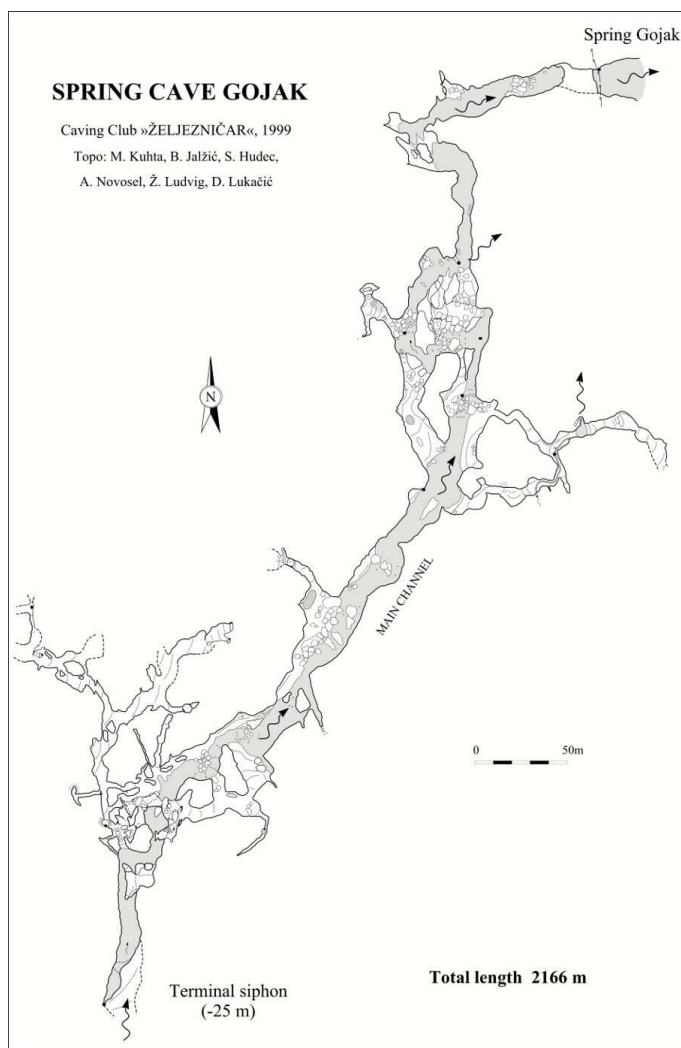 Spring Gojak
SPRING CAVE GOJAK
Caving Club »ŽELJEZNIČAR«, 1999
Topo: M. Kuhta, B. Jalžić, S. Hudec,
A. Novosel, Ž. Ludvig, D. Lukačić
N
MAIN CHANNEL
0 50m
Total length 2166 m
Terminal siphon
(-25 m)